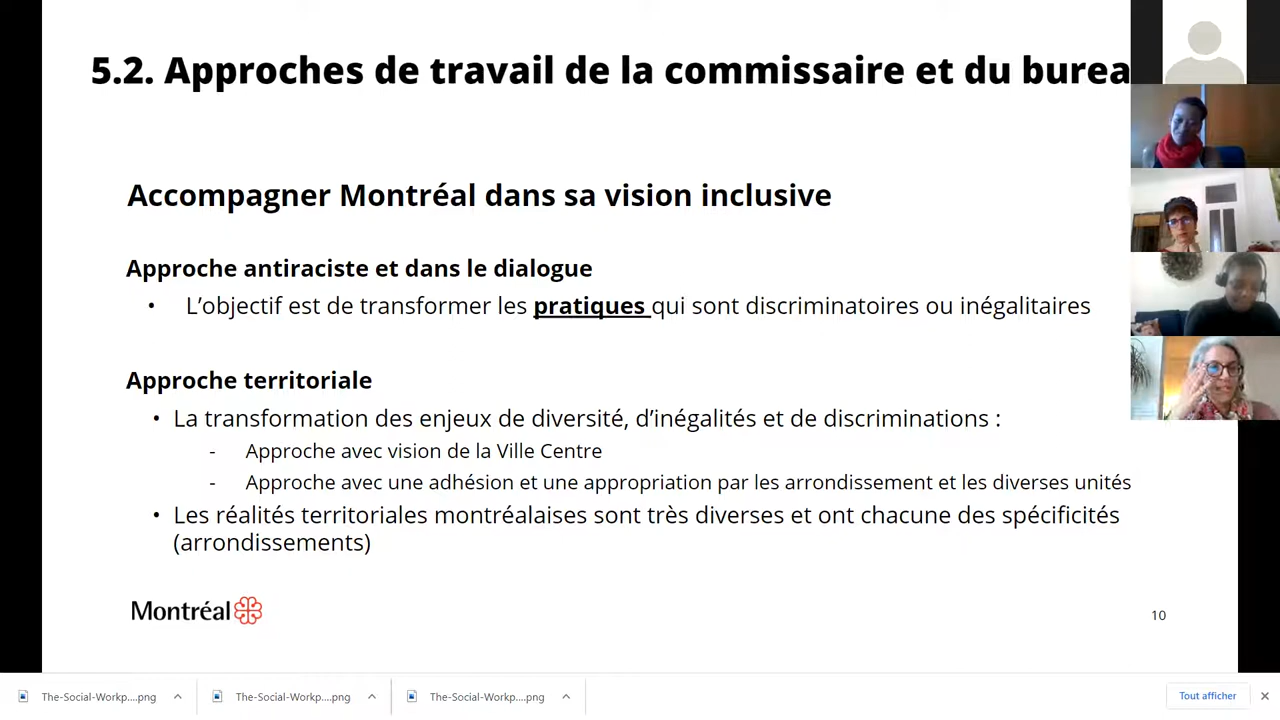 5.2. Approches de travail de la commissaire et du burea
Accompagner Montréal dans sa vision inclusive
Approche antiraciste et dans le dialogue
• L’objectif est de transformer les pratiques qui sont discriminatoires ou inégalitaires
Approche territoriale
• La transformation des enjeux de diversité, d’inégalités et de discriminations :
- Approche avec vision de la Ville Centre
- Approche avec une adhésion et une appropriation par les arrondissement et les diverses unités
• Les réalités territoriales montréalaises sont très diverses et ont chacune des spécificités
(arrondissements)
Montréal
10
The-Social-Workp....png
The-Social-Workp....png
The-Social-Workp....png
Tout afficher